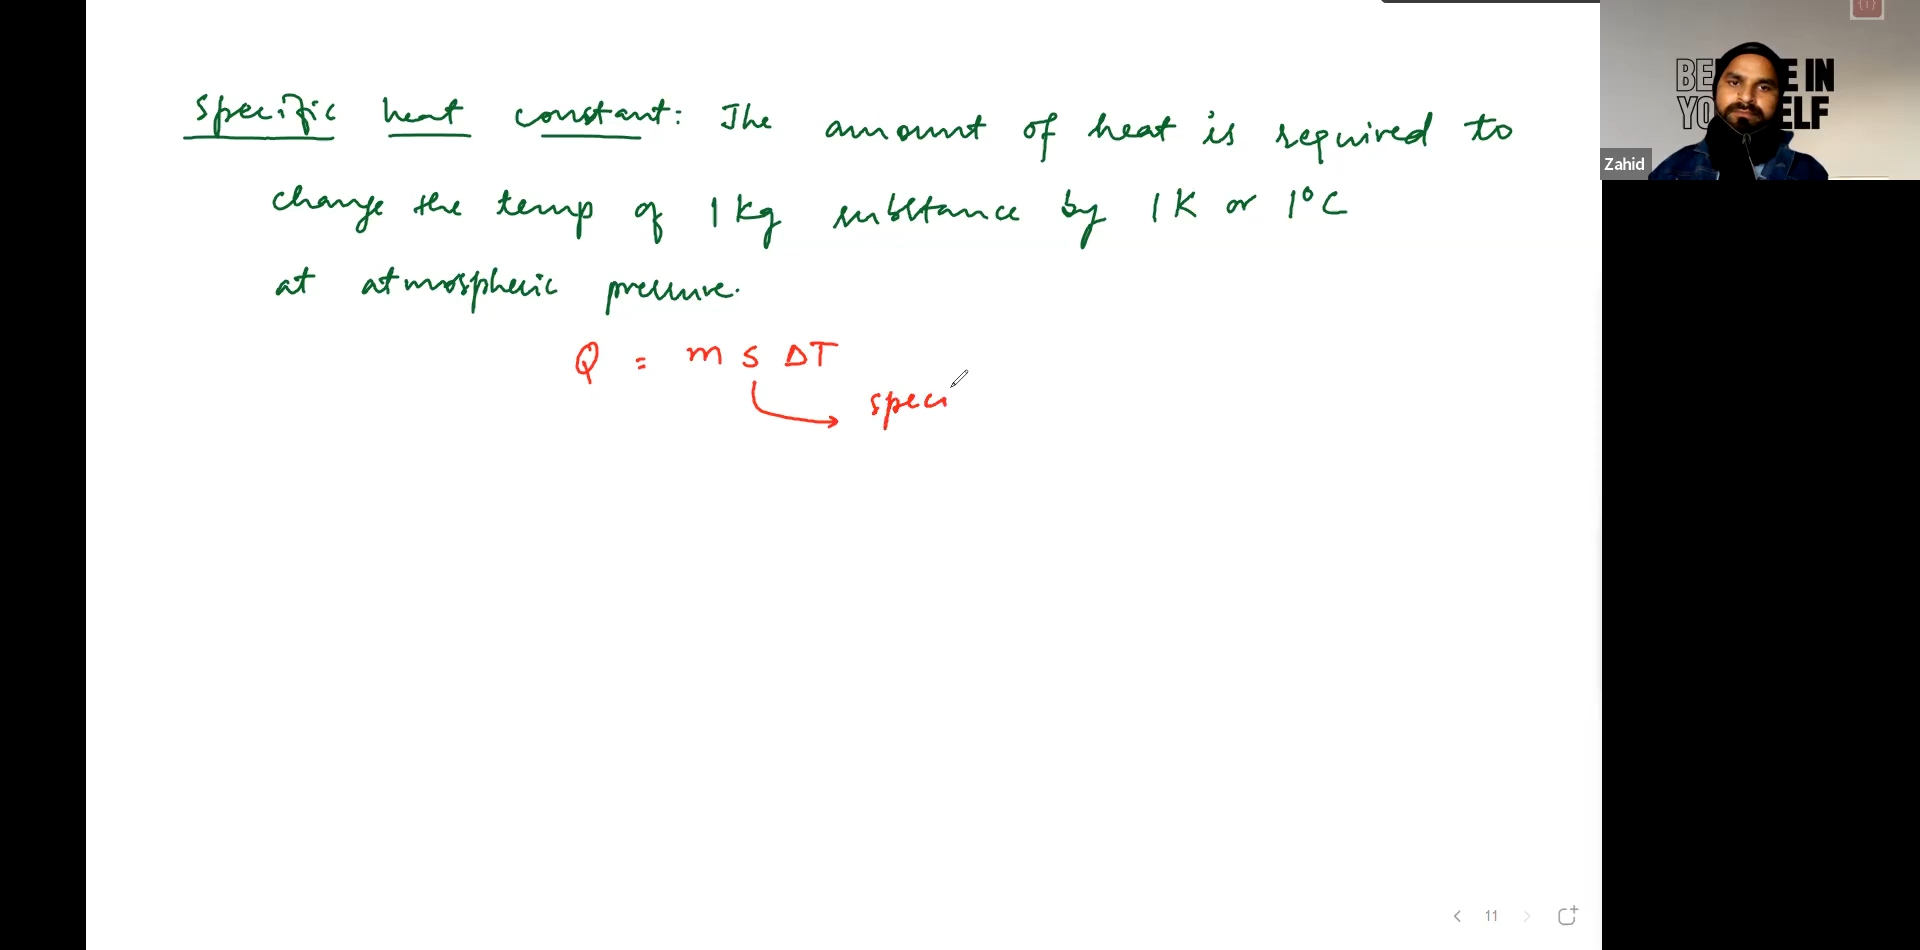 Specific heat constant: The amount of heat is required to
change the temp of 1 kg substance by 1 K or 1°C
at atmospheric pressure.
Q = m s ΔT
speci
BE E IN
YO ELF
Zahid
11